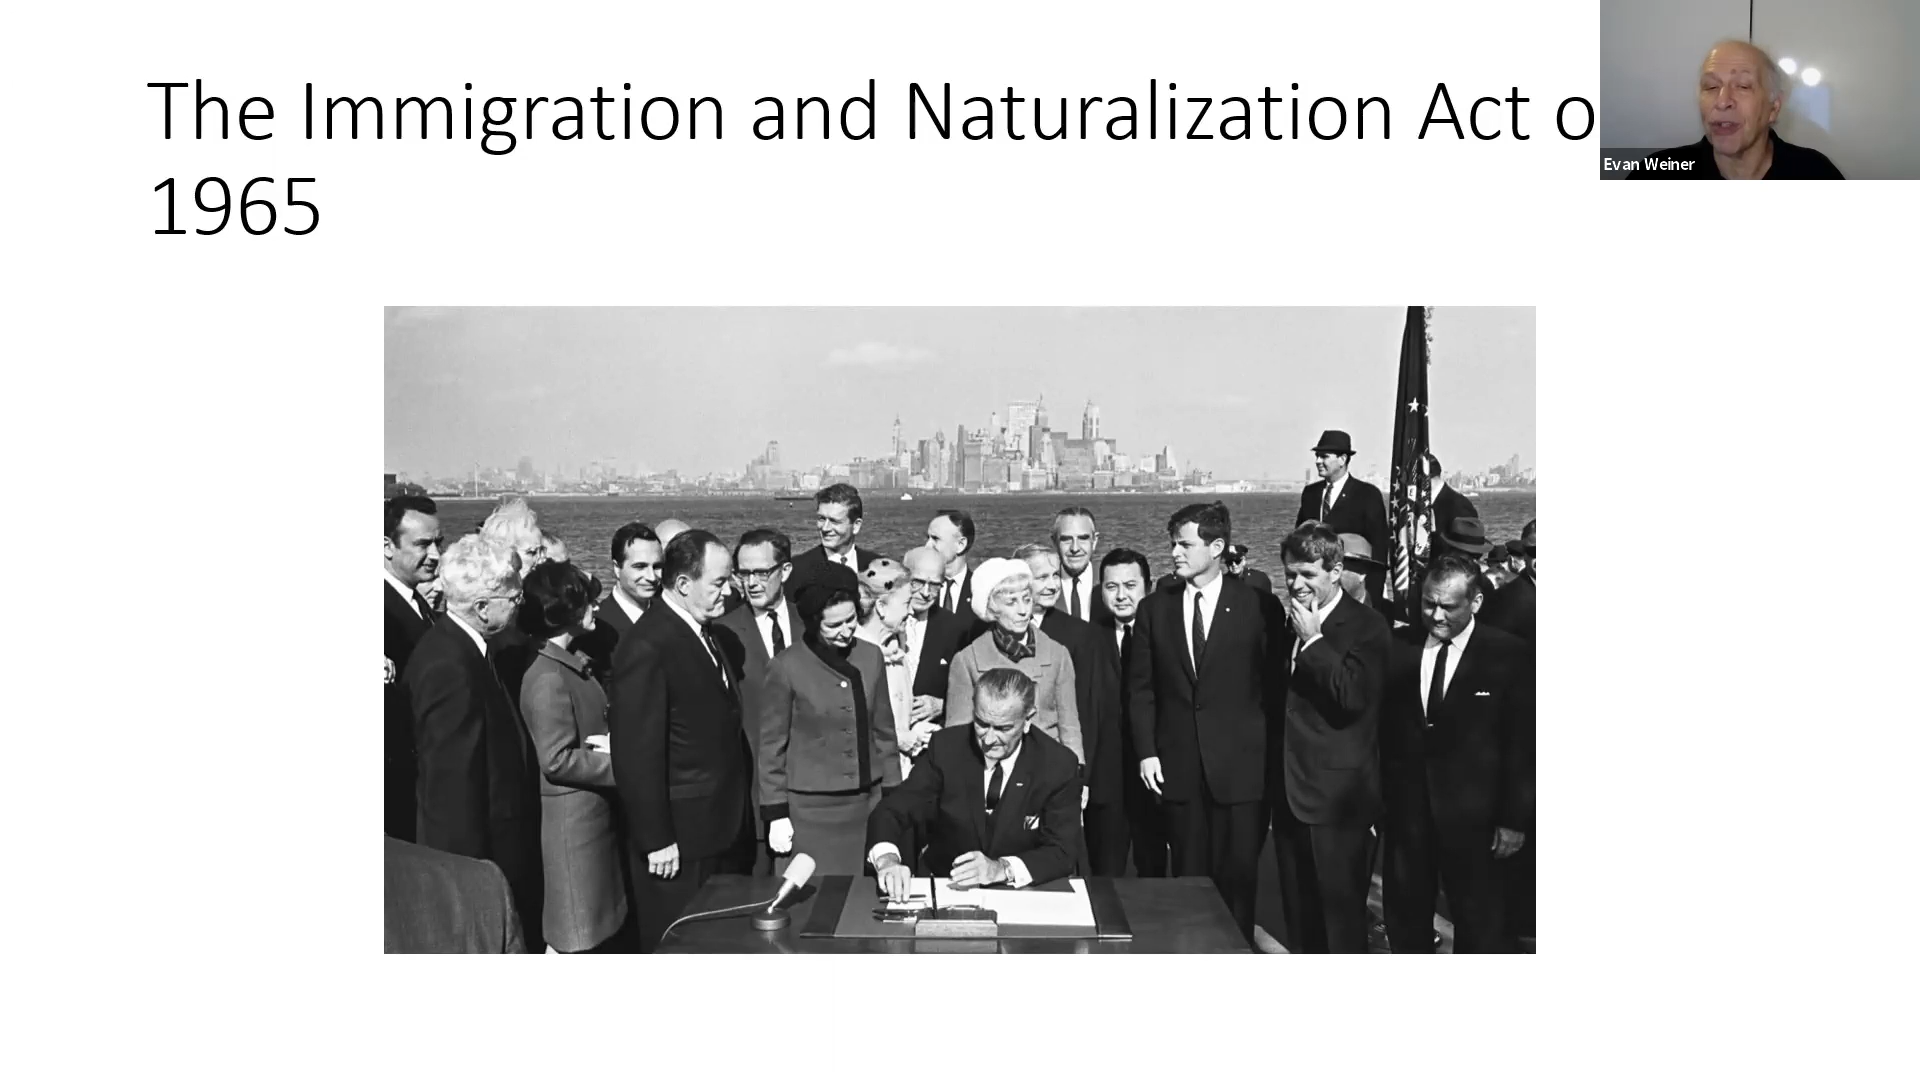 The Immigration and Naturalization Act o
1965
Evan Weiner